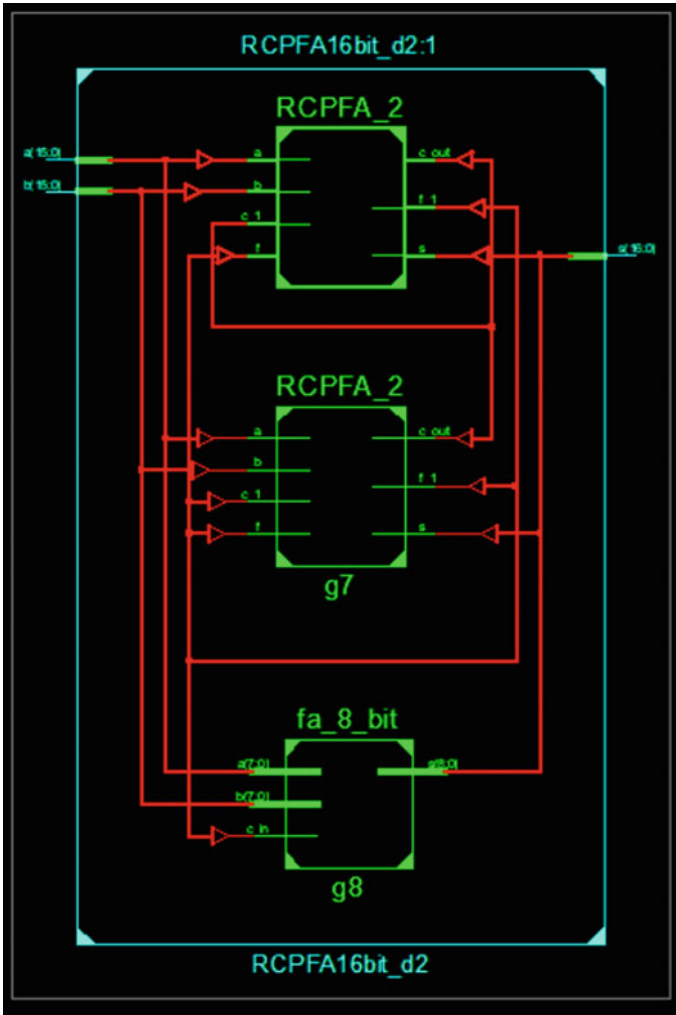 RCPFA16bit_d2:1
RCPFA_2
a(15:0)
b(15:0)
a
b
c_1
f
c_out
f_1
s
s(16:0)
RCPFA_2
a
b
c_1
f
c_out
f_1
s
g7
fa_8_bit
a(7:0)
b(7:0)
c_in
s(8:0)
g8
RCPFA16bit_d2